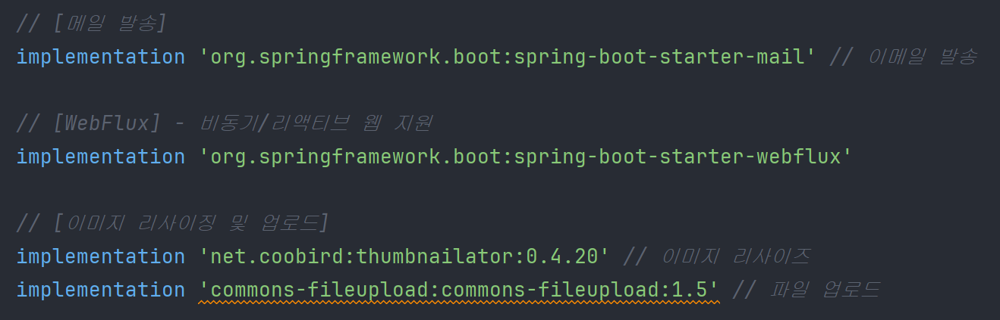 // [메일 발송]
implementation 'org.springframework.boot:spring-boot-starter-mail' // 이메일 발송
// [WebFlux] - 비동기/리액티브 웹 지원
implementation 'org.springframework.boot:spring-boot-starter-webflux'
// [이미지 리사이징 및 업로드]
implementation 'net.coobird:thumbnailator:0.4.20' // 이미지 리사이즈
implementation 'commons-fileupload:commons-fileupload:1.5' // 파일 업로드